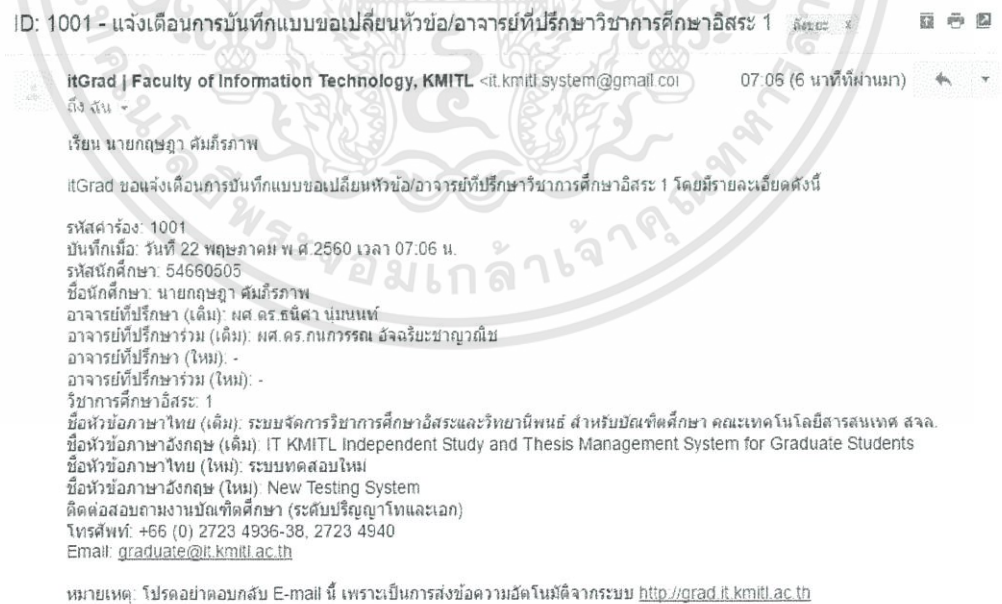 ID: 1001 - แจ้งเตือนการบันทึกแบบขอเปลี่ยนหัวข้อ/อาจารย์ที่ปรึกษาวิชาการศึกษาอิสระ 1
itGrad | Faculty of Information Technology, KMITL <it.kmitl.system@gmail.com 07:06 (6 นาทีที่ผ่านมา)
ถึง ฉัน
เรียน นายกฤษฎา คัมภิรภาพ
itGrad ขอแจ้งเตือนการบันทึกแบบขอเปลี่ยนหัวข้อ/อาจารย์ที่ปรึกษาวิชาการศึกษาอิสระ 1 โดยมีรายละเอียดดังนี้
รหัสคำร้อง: 1001
บันทึกเมื่อ: วันที่ 22 พฤษภาคม พ.ศ.2560 เวลา 07:06 น.
รหัสนักศึกษา: 54660505
ชื่อนักศึกษา: นายกฤษฎา คัมภิรภาพ
อาจารย์ที่ปรึกษา (เดิม): ผศ.ดร.ธนิศา นุ่มนนท์
อาจารย์ที่ปรึกษาร่วม (เดิม): ผศ.ดร.กนกวรรณ อัจฉริยะชาญวณิช
อาจารย์ที่ปรึกษา (ใหม่): -
อาจารย์ที่ปรึกษาร่วม (ใหม่): -
วิชาการศึกษาอิสระ: 1
ชื่อหัวข้อภาษาไทย (เดิม): ระบบจัดการวิชาการศึกษาอิสระและวิทยานิพนธ์ สำหรับบัณฑิตศึกษา คณะเทคโนโลยีสารสนเทศ สจล.
ชื่อหัวข้อภาษาอังกฤษ (เดิม): IT KMITL Independent Study and Thesis Management System for Graduate Students
ชื่อหัวข้อภาษาไทย (ใหม่): ระบบทดสอบใหม่
ชื่อหัวข้อภาษาอังกฤษ (ใหม่): New Testing System
ติดต่อสอบถามงานบัณฑิตศึกษา (ระดับปริญญาโทและเอก)
โทรศัพท์: +66 (0) 2723 4936-38, 2723 4940
Email: graduate@it.kmitl.ac.th
หมายเหตุ: โปรดอย่าตอบกลับ E-mail นี้ เพราะเป็นการส่งข้อความอัตโนมัติจากระบบ http://grad.it.kmitl.ac.th